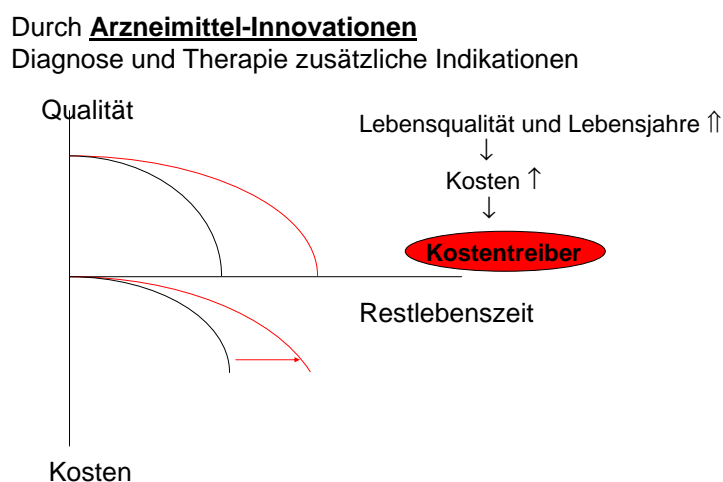 Durch Arzneimittel-Innovationen
Diagnose und Therapie zusätzliche Indikationen
Qualität
Lebensqualität und Lebensjahre ⇑
↓
Kosten ↑
↓
Kostentreiber
Restlebenszeit
Kosten